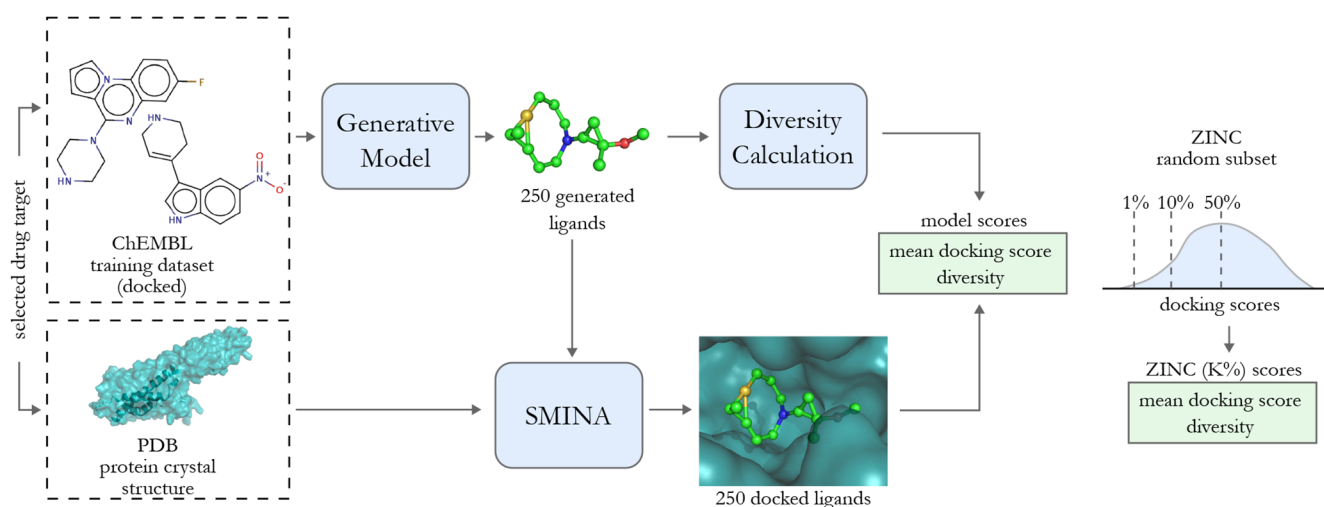 selected drug target
F
N
N
N
HN
HN
O
N+
O-
HN
ChEMBL
training dataset
(docked)
PDB
protein crystal
structure
Generative
Model
250 generated
ligands
SMINA
Diversity
Calculation
250 docked ligands
model scores
mean docking score
diversity
ZINC
random subset
1% 10% 50%
docking scores
ZINC (K%) scores
mean docking score
diversity